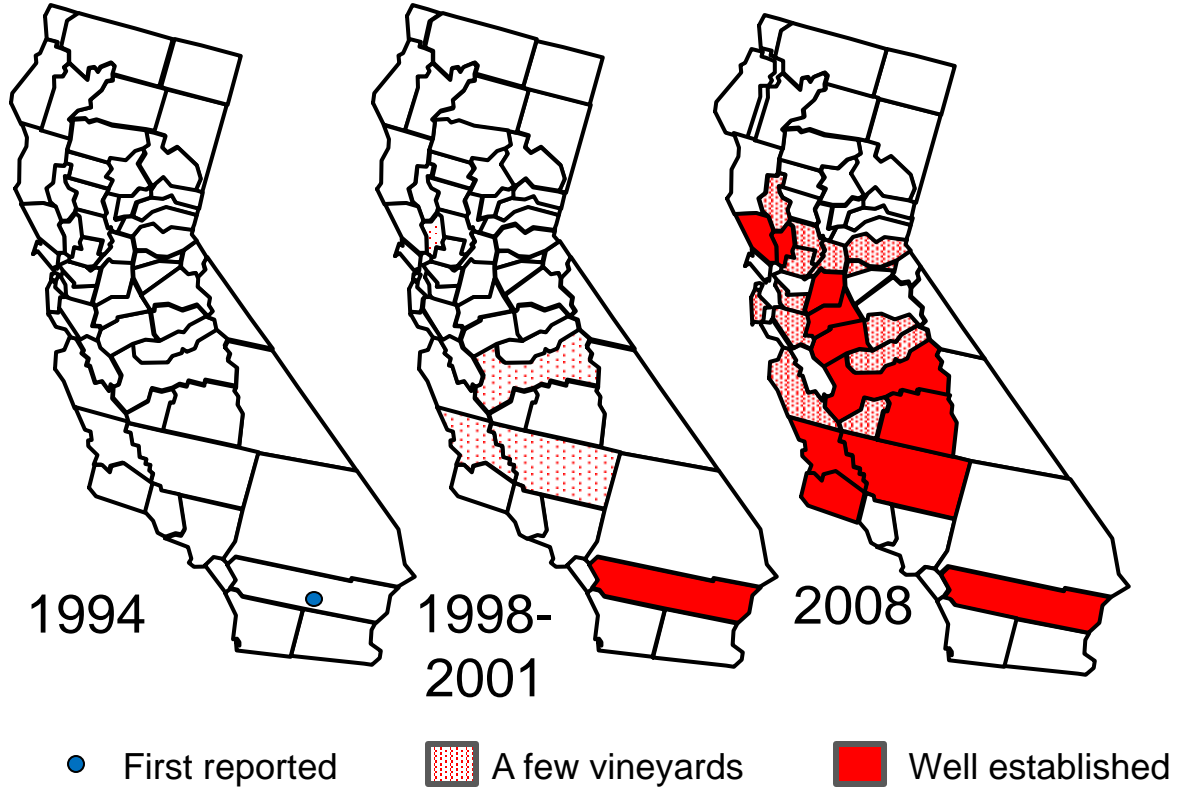 1994
1998-
2001
2008
First reported
A few vineyards
Well established